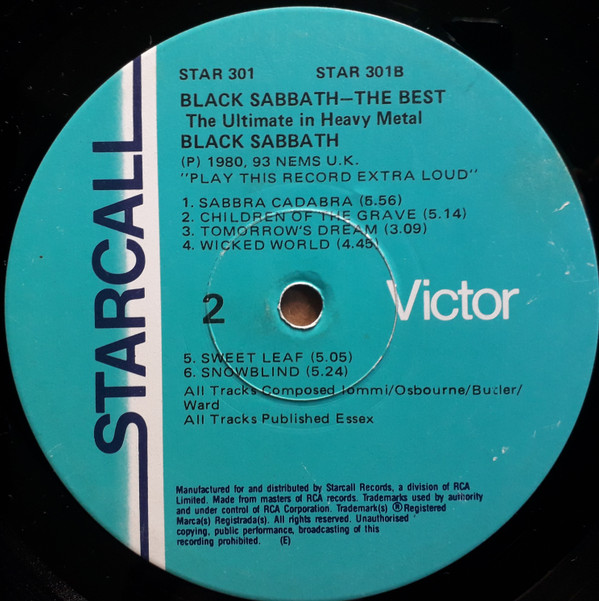 STARCALL
STAR 301 STAR 301B
BLACK SABBATH—THE BEST
The Ultimate in Heavy Metal
BLACK SABBATH
(P) 1980, 93 NEMS U.K.
"PLAY THIS RECORD EXTRA LOUD"
1. SABBRA CADABRA (5.56)
2. CHILDREN OF THE GRAVE (5.14)
3. TOMORROW'S DREAM (3.09)
4. WICKED WORLD (4.45)
2
Victor
5. SWEET LEAF (5.05)
6. SNOWBLIND (5.24)
All Tracks Composed Iommi/Osbourne/Butler/
Ward
All Tracks Published Essex
Manufactured for and distributed by Starcall Records, a division of RCA
Limited. Made from masters of RCA records. Trademarks used by authority
and under control of RCA Corporation. Trademark(s) ® Registered
Marca(s) Registrada(s). All rights reserved. Unauthorised
copying, public performance, broadcasting of this
recording prohibited. (E)